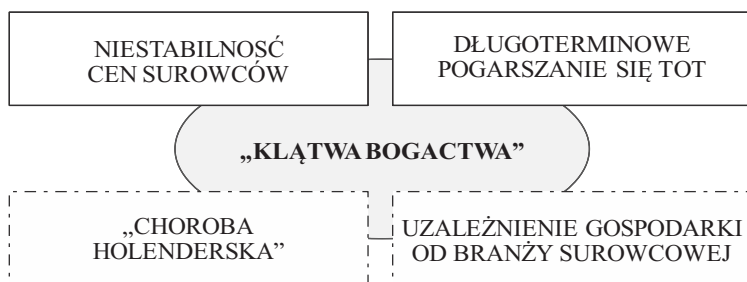 NIESTABILNOSĆ
CEN SUROWCÓW
DŁUGOTERMINOWE
POGARSZANIE SIĘ TOT
„KLĄTWA BOGACTWA”
„CHOROBA
HOLENDERSKA”
UZALEŻNIENIE GOSPODARKI
OD BRANŻY SUROWCOWEJ